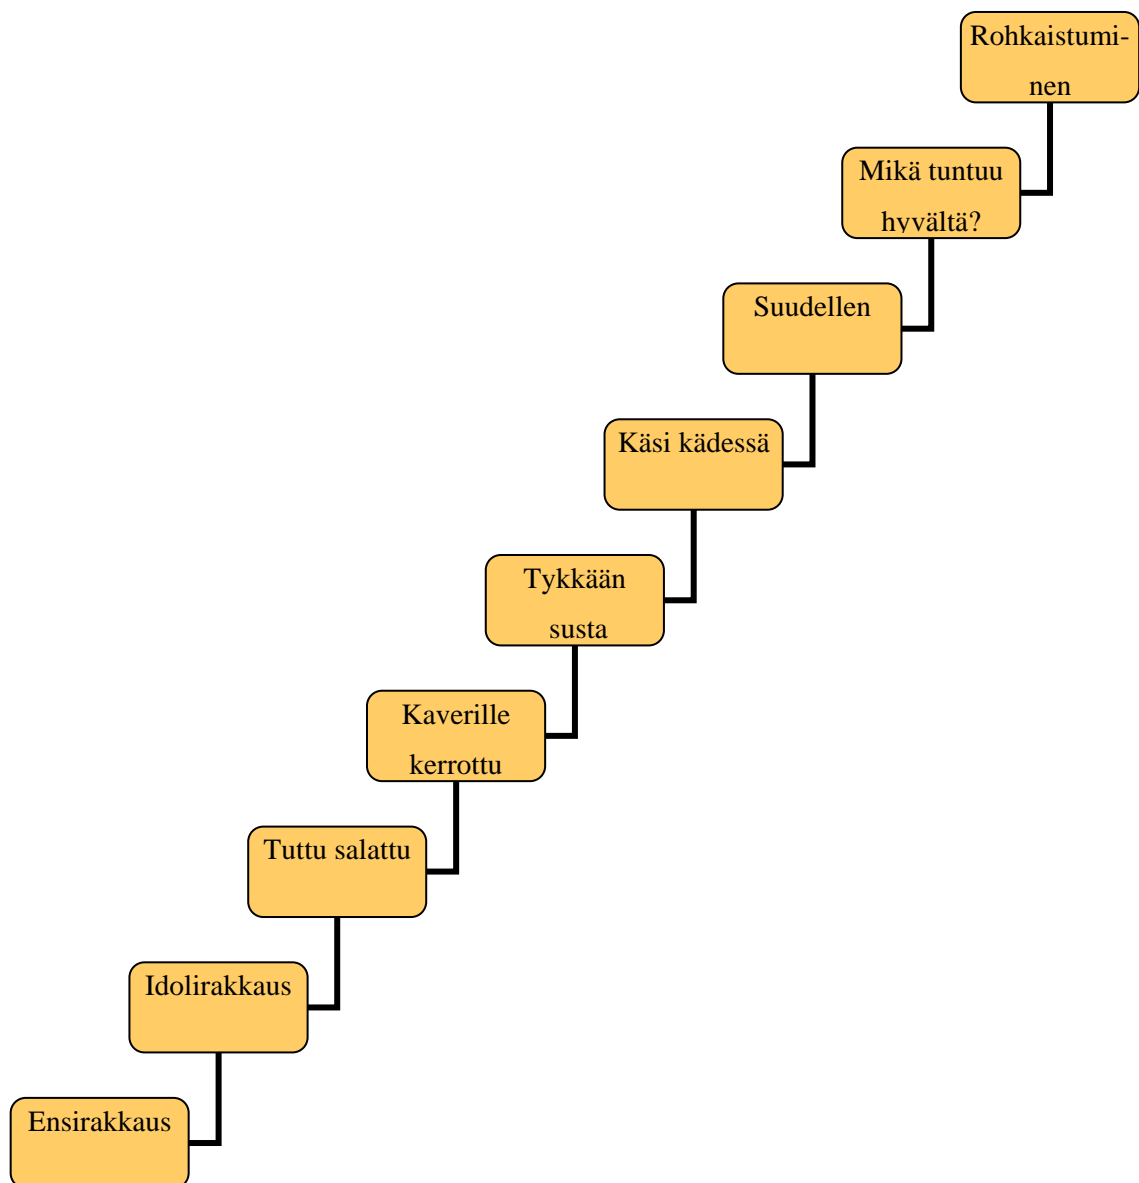 Rohkaistumi-
nen
Mikä tuntuu
hyvältä?
Suudellen
Käsi kädessä
Tykkään
susta
Kaverille
kerrottu
Tuttu salattu
Idolirakkaus
Ensirakkaus